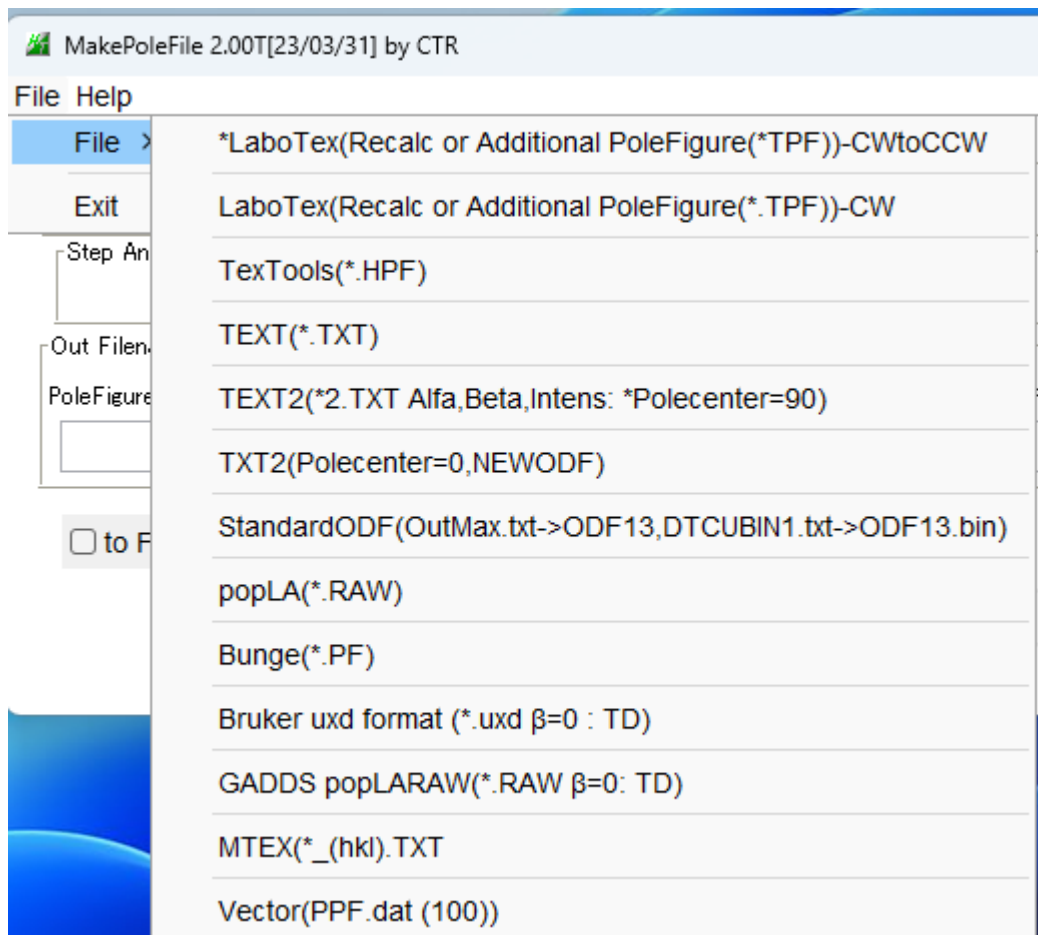 MakePoleFile 2.00T[23/03/31] by CTR
File Help
File >
Exit
*LaboTex(Recalc or Additional PoleFigure(*TPF))-CWtoCCW
LaboTex(Recalc or Additional PoleFigure(*.TPF))-CW
TexTools(*.HPF)
TEXT(*.TXT)
TEXT2(*2.TXT Alfa,Beta,Intens: *Polecenter=90)
TXT2(Polecenter=0,NEWODF)
StandardODF(OutMax.txt->ODF13,DTCUBIN1.txt->ODF13.bin)
popLA(*.RAW)
Bunge(*.PF)
Bruker uxd format (*.uxd β=0 : TD)
GADDS popLARAW(*.RAW β=0: TD)
MTEX(*_(hkl).TXT
Vector(PPF.dat (100))
Step An
Out Filen
PoleFigure
to F